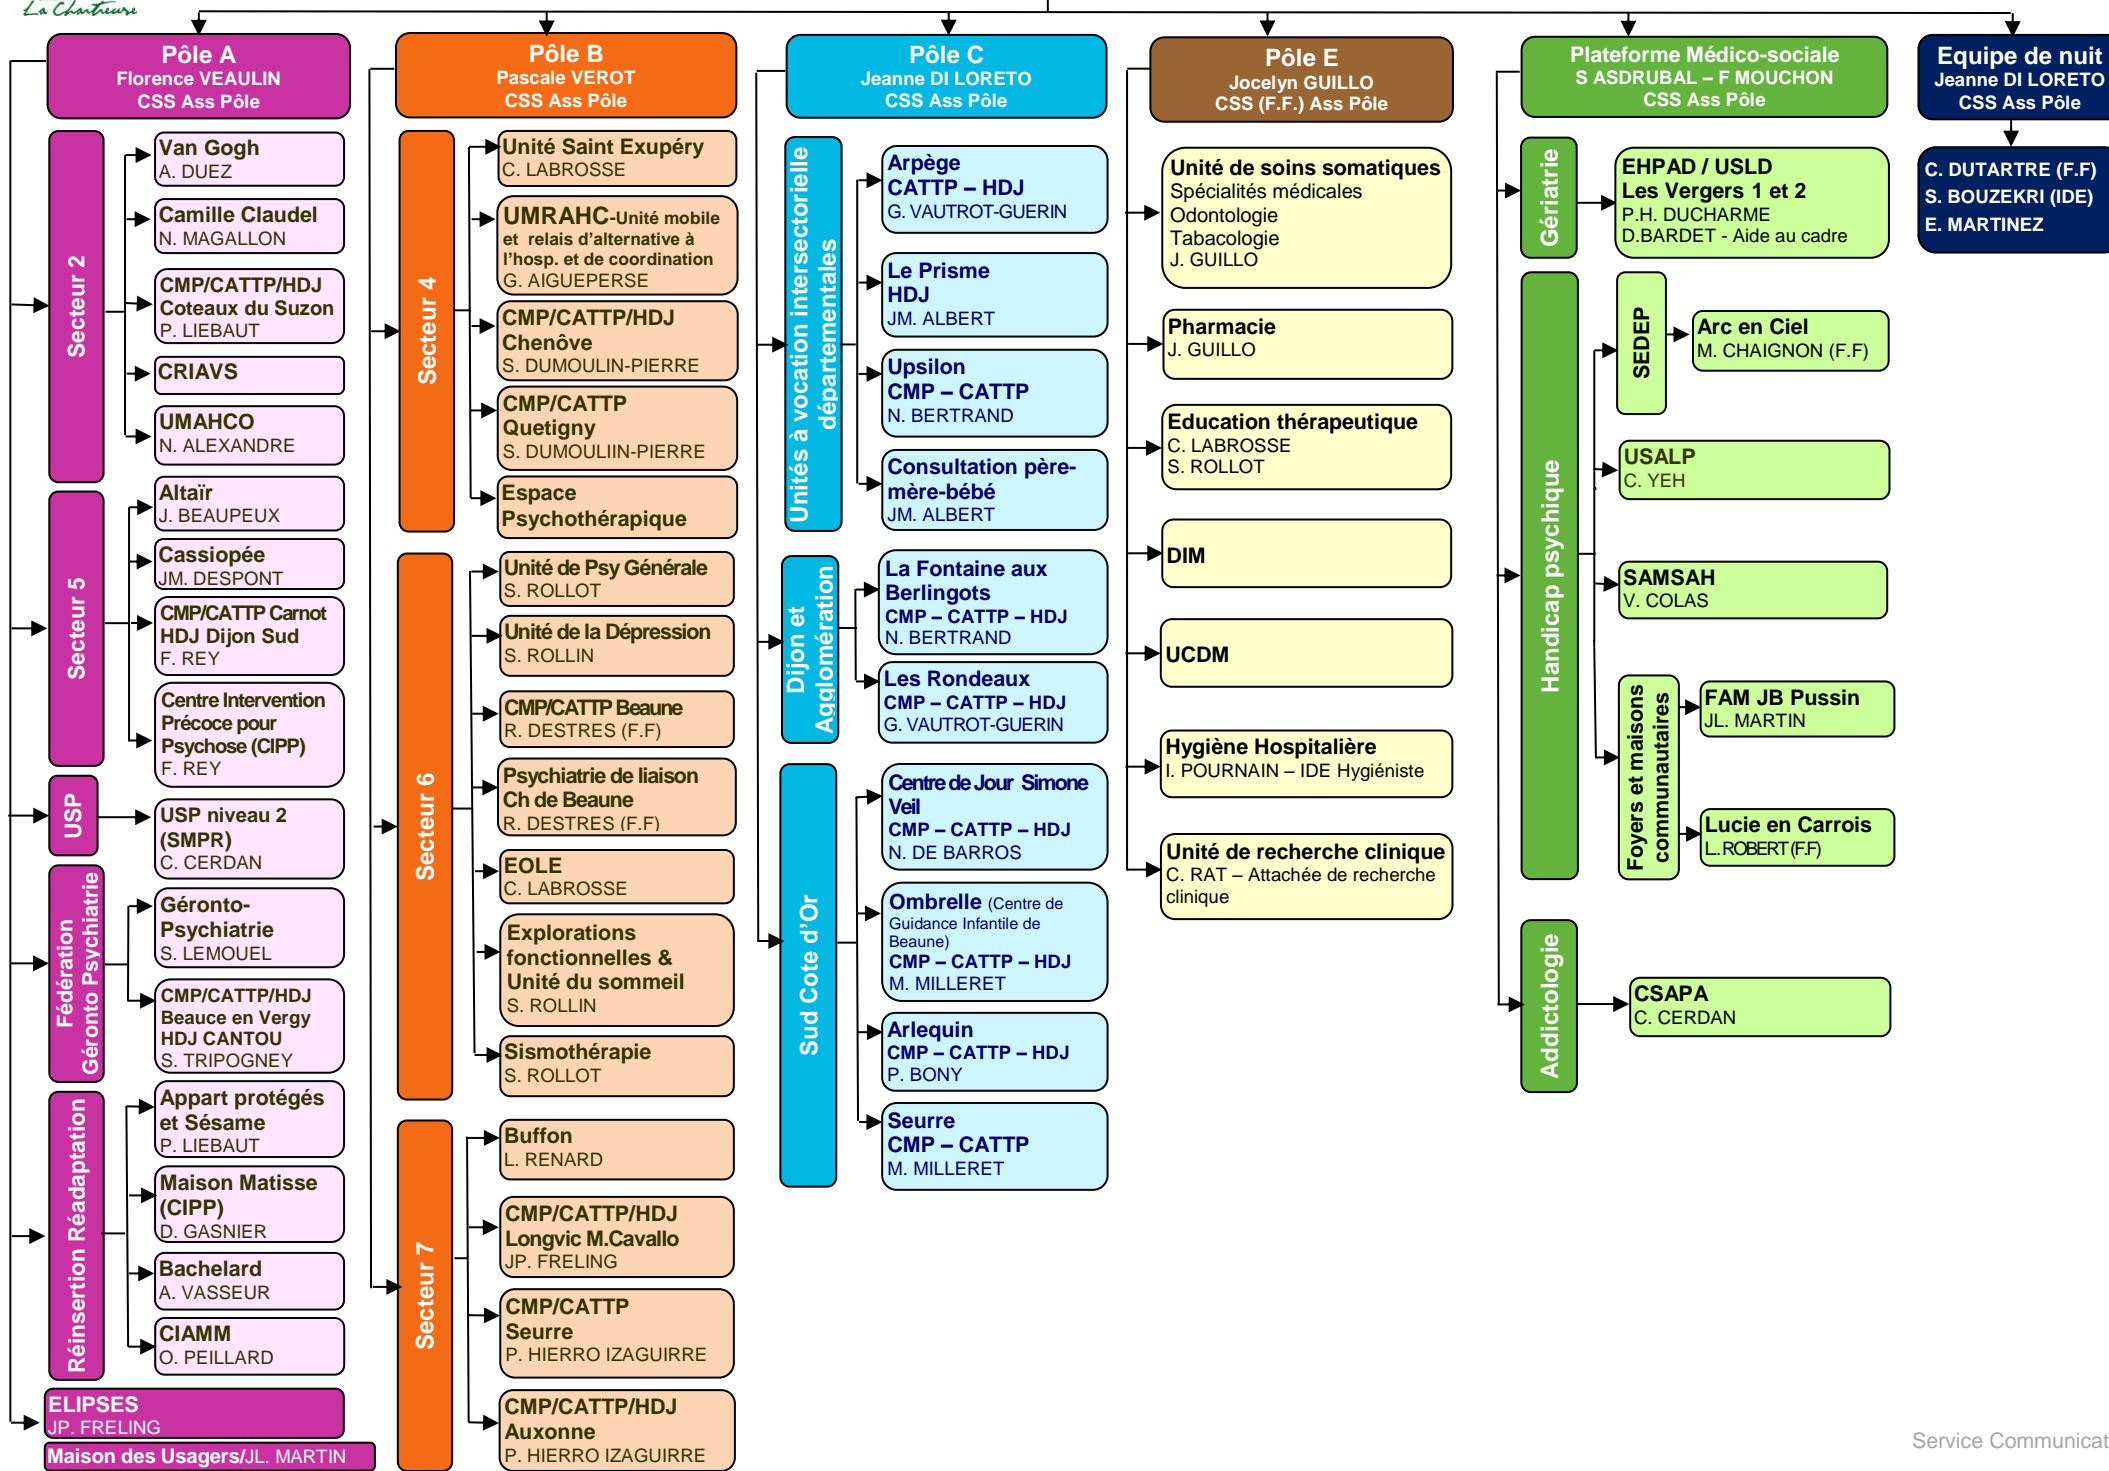 La Chartreuse
Pôle A
Florence VEAULIN
CSS Ass Pôle
Secteur 2
Van Gogh
A. DUEZ
Camille Claudel
N. MAGALLON
CMP/CATTP/HDJ
Coteaux du Suzon
P. LIEBAUT
CRIAVS
UMAHCO
N. ALEXANDRE
Secteur 5
Altaïr
J. BEAUPEUX
Cassiopée
JM. DESPONT
CMP/CATTP Carnot
HDJ Dijon Sud
F. REY
Centre Intervention
Précoce pour
Psychose (CIPP)
F. REY
USP
USP niveau 2
(SMPR)
C. CERDAN
Fédération
Géronto Psychiatrie
Géronto-
Psychiatrie
S. LEMOUEL
CMP/CATTP/HDJ
Beauce en Vergy
HDJ CANTOU
S. TRIPOGNEY
Réinsertion Réadaptation
Appart protégés
et Sésame
P. LIEBAUT
Maison Matisse
(CIPP)
D. GASNIER
Bachelard
A. VASSEUR
CIAMM
O. PEILLARD
ELIPSES
JP. FRELING
Maison des Usagers/JL. MARTIN
Pôle B
Pascale VEROT
CSS Ass Pôle
Secteur 4
Unité Saint Exupéry
C. LABROSSE
UMRAHC-Unité mobile
et relais d'alternative à
l'hosp. et de coordination
G. AIGUEPERSE
CMP/CATTP/HDJ
Chenôve
S. DUMOULIN-PIERRE
CMP/CATTP
Quetigny
S. DUMOULIIN-PIERRE
Espace
Psychothérapique
Secteur 6
Unité de Psy Générale
S. ROLLOT
Unité de la Dépression
S. ROLLIN
CMP/CATTP Beaune
R. DESTRES (F.F)
Psychiatrie de liaison
Ch de Beaune
R. DESTRES (F.F)
EOLE
C. LABROSSE
Explorations
fonctionnelles &
Unité du sommeil
S. ROLLIN
Sismothérapie
S. ROLLOT
Secteur 7
Buffon
L. RENARD
CMP/CATTP/HDJ
Longvic M.Cavallo
JP. FRELING
CMP/CATTP
Seurre
P. HIERRO IZAGUIRRE
CMP/CATTP/HDJ
Auxonne
P. HIERRO IZAGUIRRE
Pôle C
Jeanne DI LORETO
CSS Ass Pôle
Unités à vocation intersectorielle
départementales
Arpège
CATTP – HDJ
G. VAUTROT-GUERIN
Le Prisme
HDJ
JM. ALBERT
Upsilon
CMP – CATTP
N. BERTRAND
Consultation père-
mère-bébé
JM. ALBERT
Dijon et
Agglomération
La Fontaine aux
Berlingots
CMP – CATTP – HDJ
N. BERTRAND
Les Rondeaux
CMP – CATTP – HDJ
G. VAUTROT-GUERIN
Sud Cote d'Or
Centre de Jour Simone
Veil
CMP – CATTP – HDJ
N. DE BARROS
Ombrelle (Centre de
Guidance Infantile de
Beaune)
CMP – CATTP – HDJ
M. MILLERET
Arlequin
CMP – CATTP – HDJ
P. BONY
Seurre
CMP – CATTP
M. MILLERET
Pôle E
Jocelyn GUILLO
CSS (F.F.) Ass Pôle
Unité de soins somatiques
Spécialités médicales
Odontologie
Tabacologie
J. GUILLO
Pharmacie
J. GUILLO
Education thérapeutique
C. LABROSSE
S. ROLLOT
DIM
UCDM
Hygiène Hospitalière
I. POURNAIN – IDE Hygiéniste
Unité de recherche clinique
C. RAT – Attachée de recherche
clinique
Plateforme Médico-sociale
S ASDRUBAL – F MOUCHON
CSS Ass Pôle
Gériatrie
EHPAD / USLD
Les Vergers 1 et 2
P.H. DUCHARME
D.BARDET - Aide au cadre
Handicap psychique
SEDEP
Arc en Ciel
M. CHAIGNON (F.F)
USALP
C. YEH
SAMSAH
V. COLAS
Foyers et maisons
communautaires
FAM JB Pussin
JL. MARTIN
Lucie en Carrois
L. ROBERT (F.F)
Addictologie
CSAPA
C. CERDAN
Equipe de nuit
Jeanne DI LORETO
CSS Ass Pôle
C. DUTARTRE (F.F)
S. BOUZEKRI (IDE)
E. MARTINEZ
Service Communicat